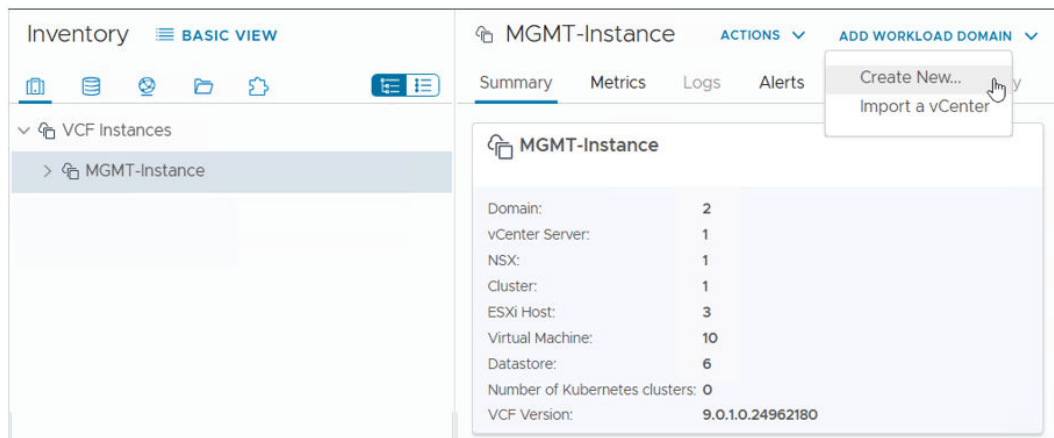 Inventory BASIC VIEW
VCF Instances
MGMT-Instance
MGMT-Instance ACTIONS ADD WORKLOAD DOMAIN
Summary Metrics Logs Alerts
Create New...
Import a vCenter
MGMT-Instance
Domain: 2
vCenter Server: 1
NSX: 1
Cluster: 1
ESXi Host: 3
Virtual Machine: 10
Datastore: 6
Number of Kubernetes clusters: 0
VCF Version: 9.0.1.0.24962180